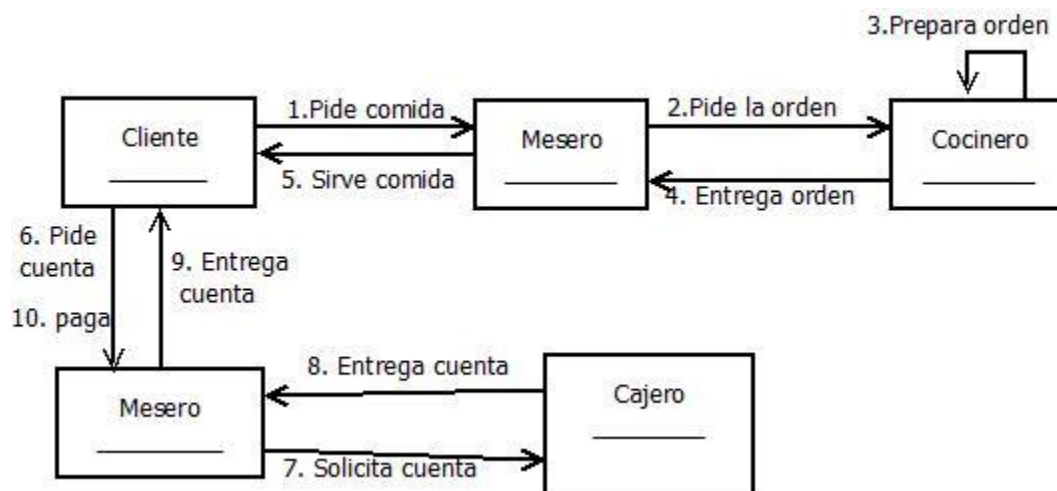 3.Prepara orden
Cliente
1.Pide comida
Mesero
2.Pide la orden
Cocinero
5. Sirve comida
4. Entrega orden
6. Pide
cuenta
9. Entrega
cuenta
10. paga
Mesero
8. Entrega cuenta
Cajero
7. Solicita cuenta